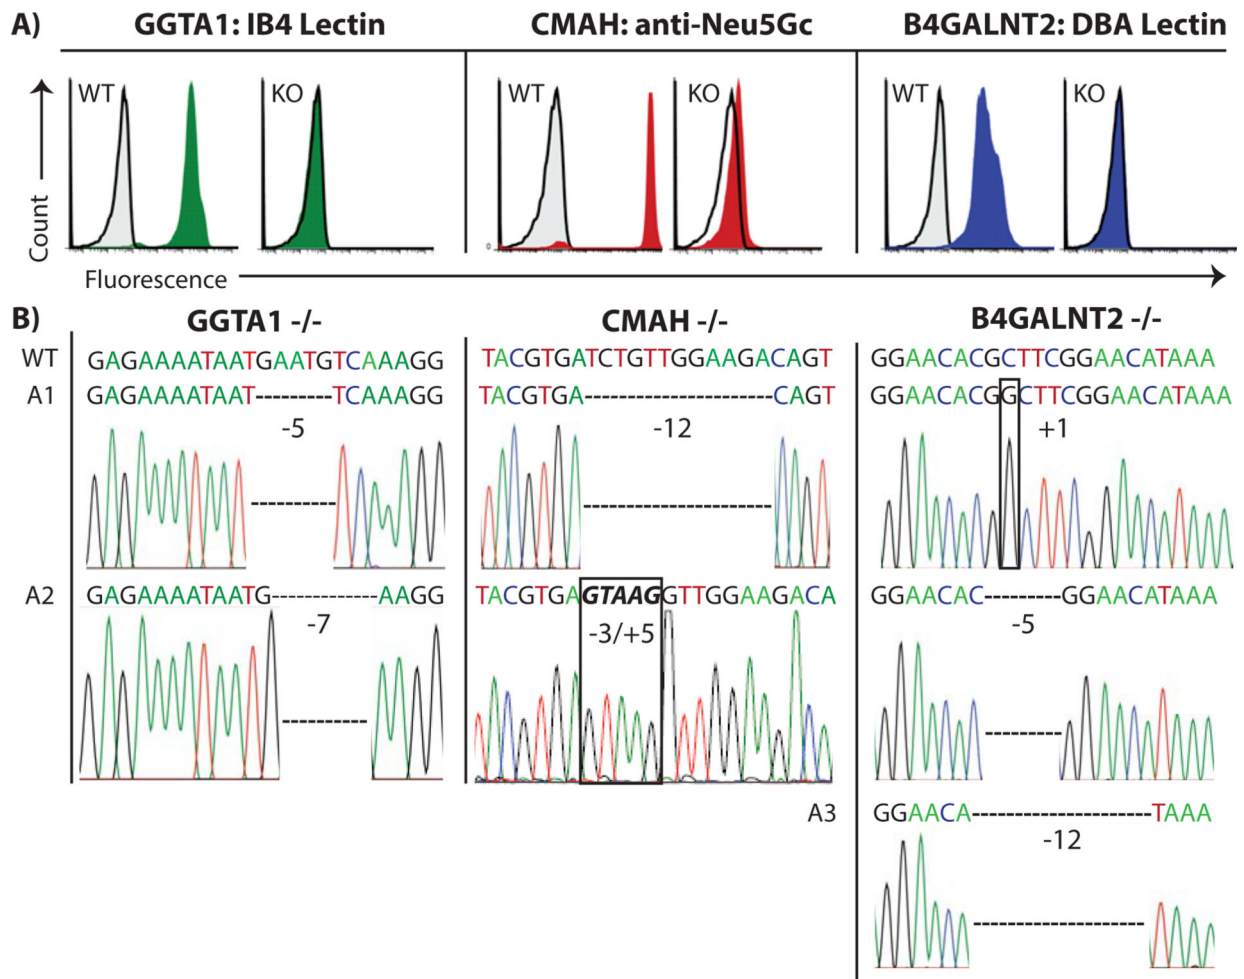 A)
GGTA1: IB4 Lectin
CMAH: anti-Neu5Gc
B4GALNT2: DBA Lectin
WT
KO
WT
KO
WT
KO
Count
0
Fluorescence
B)
GGTA1 -/-
CMAH -/-
B4GALNT2 -/-
WT
GAGAAAATAATGAATGTCAAAGG
TACGTGATCTGTTGGAAGACAGT
GGAACACGCTTCGGAACATAAA
A1
GAGAAAATAAT---------TCAAAGG
TACGTGA---------------------CAGT
GGAACACGGCTTCGGAACATAAA
-5
-12
+1
A2
GAGAAAATAATG------------AAGG
TACGTGAGTAAGGTTGGAAGACA
GGAACAC--------GGAACATAAA
-7
-3/+5
-5
A3
GGAACA--------------------TAAA
-12